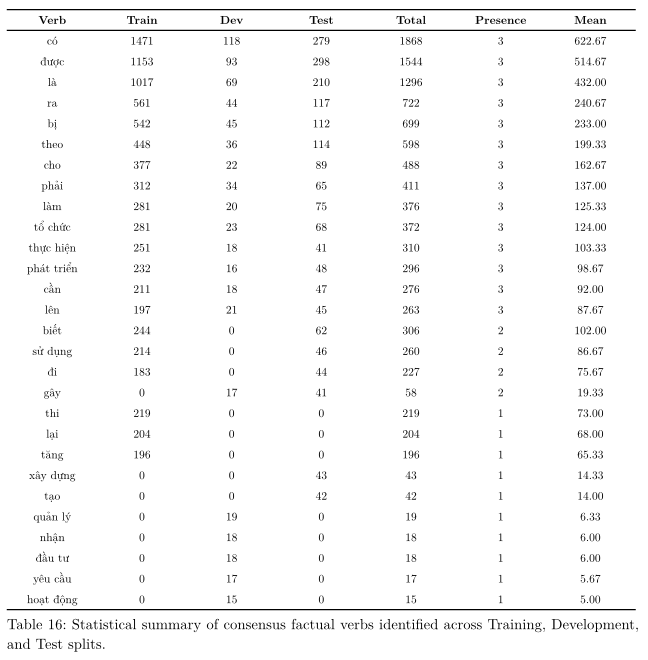 Verb Train Dev Test Total Presence Mean
có 1471 118 279 1868 3 622.67
được 1153 93 298 1544 3 514.67
là 1017 69 210 1296 3 432.00
ra 561 44 117 722 3 240.67
bị 542 45 112 699 3 233.00
theo 448 36 114 598 3 199.33
cho 377 22 89 488 3 162.67
phải 312 34 65 411 3 137.00
làm 281 20 75 376 3 125.33
tổ chức 281 23 68 372 3 124.00
thực hiện 251 18 41 310 3 103.33
phát triển 232 16 48 296 3 98.67
cần 211 18 47 276 3 92.00
lên 197 21 45 263 3 87.67
biết 244 0 62 306 2 102.00
sử dụng 214 0 46 260 2 86.67
đi 183 0 44 227 2 75.67
gây 0 17 41 58 2 19.33
thi 219 0 0 219 1 73.00
lại 204 0 0 204 1 68.00
tăng 196 0 0 196 1 65.33
xây dựng 0 0 43 43 1 14.33
tạo 0 0 42 42 1 14.00
quản lý 0 19 0 19 1 6.33
nhận 0 18 0 18 1 6.00
đầu tư 0 18 0 18 1 6.00
yêu cầu 0 17 0 17 1 5.67
hoạt động 0 15 0 15 1 5.00
Table 16: Statistical summary of consensus factual verbs identified across Training, Development,
and Test splits.